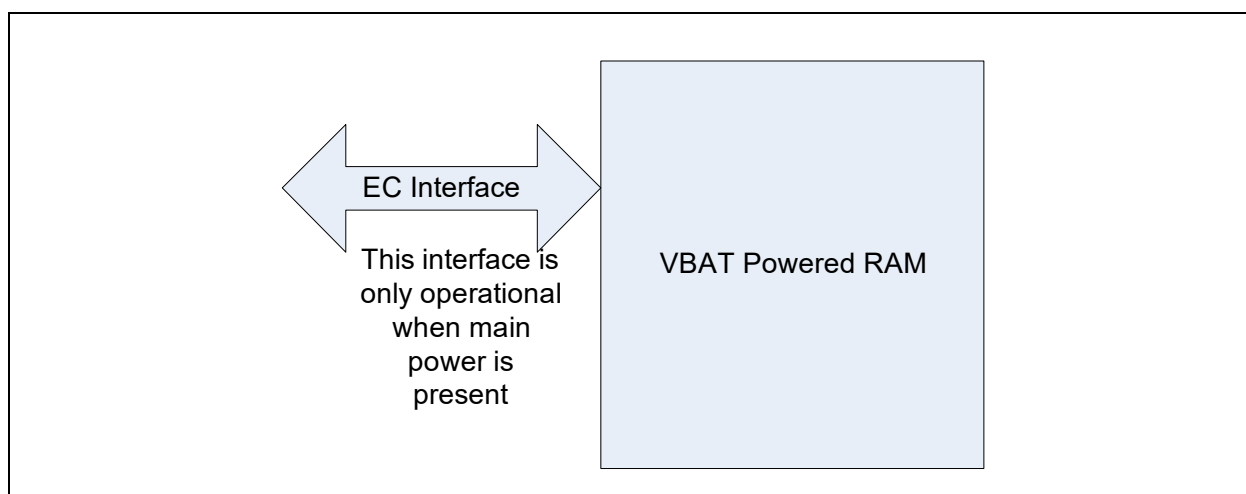 EC Interface
This interface is
only operational
when main
power is
present
VBAT Powered RAM